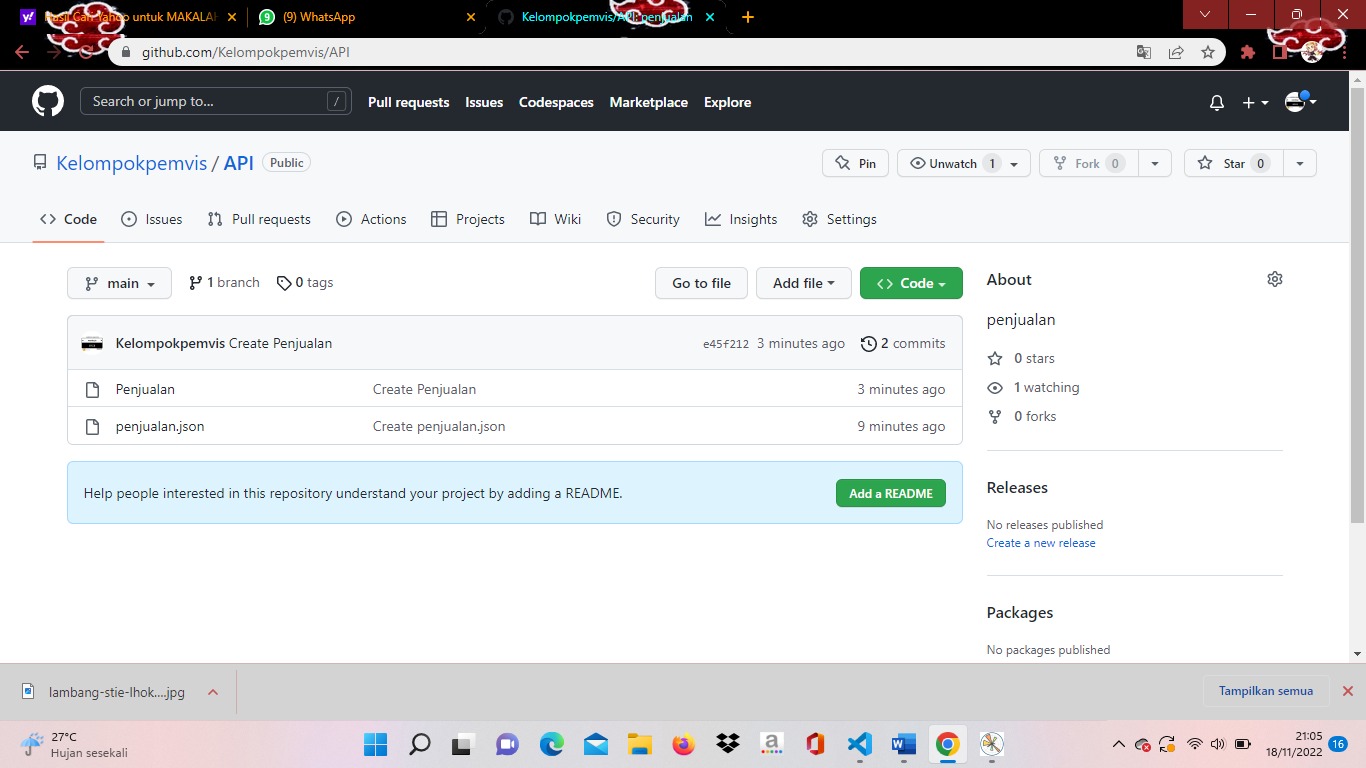 Hasil Cari Yahoo untuk MAKALAH
(9) WhatsApp
Kelompokpemvis/API: penjualan
github.com/Kelompokpemvis/API
Search or jump to... /
Pull requests Issues Codespaces Marketplace Explore
Kelompokpemvis / API Public
Pin Unwatch 1 Fork 0 Star 0
Code Issues Pull requests Actions Projects Wiki Security Insights Settings
main 1 branch 0 tags Go to file Add file Code
Kelompokpemvis Create Penjualan e45f212 3 minutes ago 2 commits
Penjualan Create Penjualan 3 minutes ago
penjualan.json Create penjualan.json 9 minutes ago
Help people interested in this repository understand your project by adding a README. Add a README
About
penjualan
0 stars
1 watching
0 forks
Releases
No releases published
Create a new release
Packages
No packages published
lambang-stie-lhok....jpg
Tampilkan semua
27°C
Hujan sesekali
21:05
18/11/2022
16